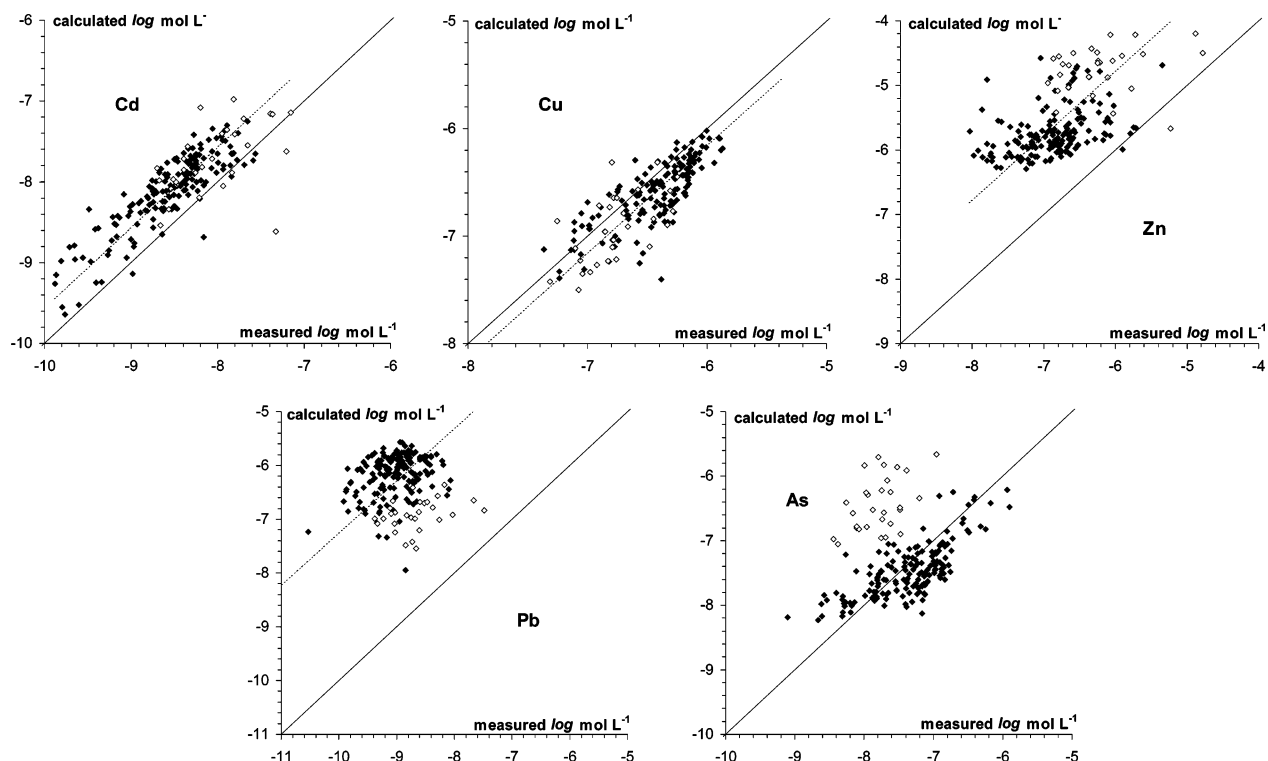 -6
calculated log mol L-
Cd
-7
-8
-9
-10
measured log mol L-1
-10 -9 -8 -7 -6
-5
calculated log mol L-1
Cu
-6
-7
-8
measured log mol L-1
-8 -7 -6 -5
-4
calculated log mol L-
-5
-6
-7
Zn
-8
-9
measured log mol L-1
-9 -8 -7 -6 -5 -4
-5
calculated log mol L-1
-6
-7
-8
Pb
-9
-10
-11
measured log mol L-1
-11 -10 -9 -8 -7 -6 -5
-5
calculated log mol L-1
-6
As
-7
-8
-9
-10
measured log mol L-1
-10 -9 -8 -7 -6 -5